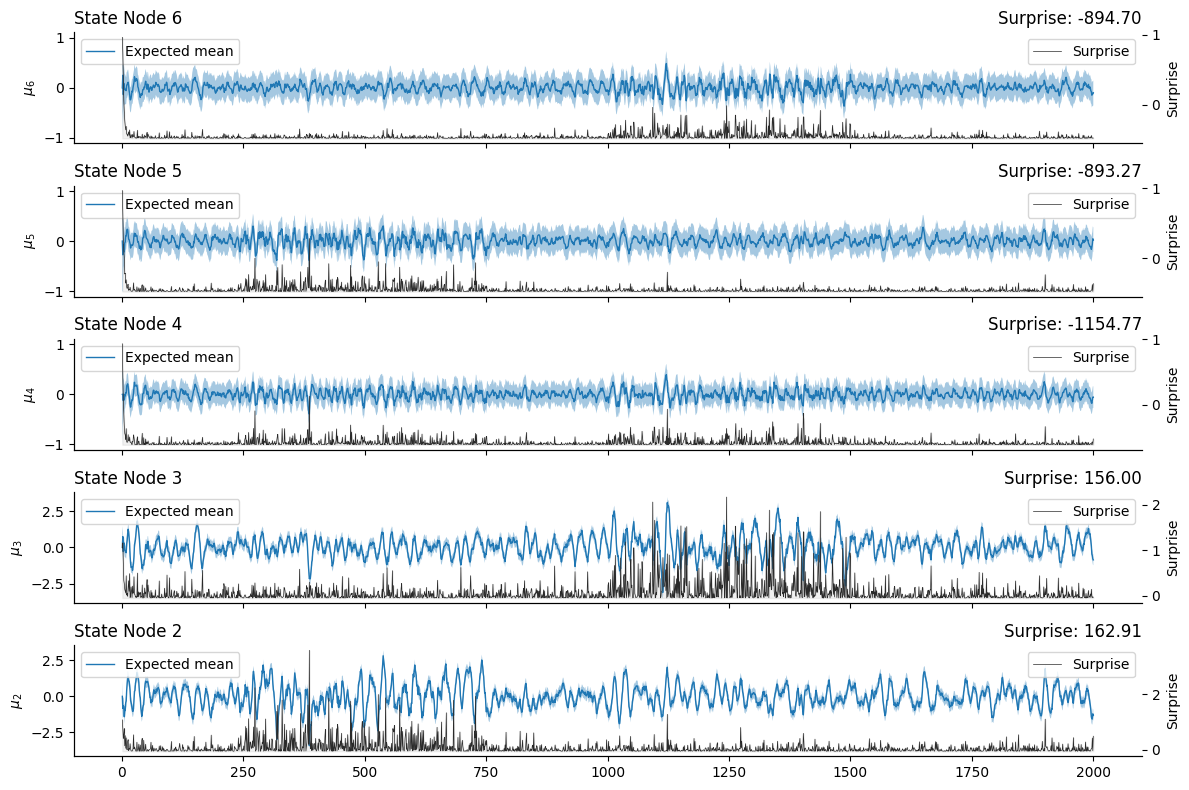 State Node 6 Surprise: -894.70
Expected mean Surprise
1 0 −1
μ6
1 0
Surprise
State Node 5 Surprise: -893.27
Expected mean Surprise
1 0 −1
μ5
1 0
Surprise
State Node 4 Surprise: -1154.77
Expected mean Surprise
1 0 −1
μ4
1 0
Surprise
State Node 3 Surprise: 156.00
Expected mean Surprise
2.5 0.0 −2.5
μ3
2 1 0
Surprise
State Node 2 Surprise: 162.91
Expected mean Surprise
2.5 0.0 −2.5
μ2
2 0
Surprise
0 250 500 750 1000 1250 1500 1750 2000